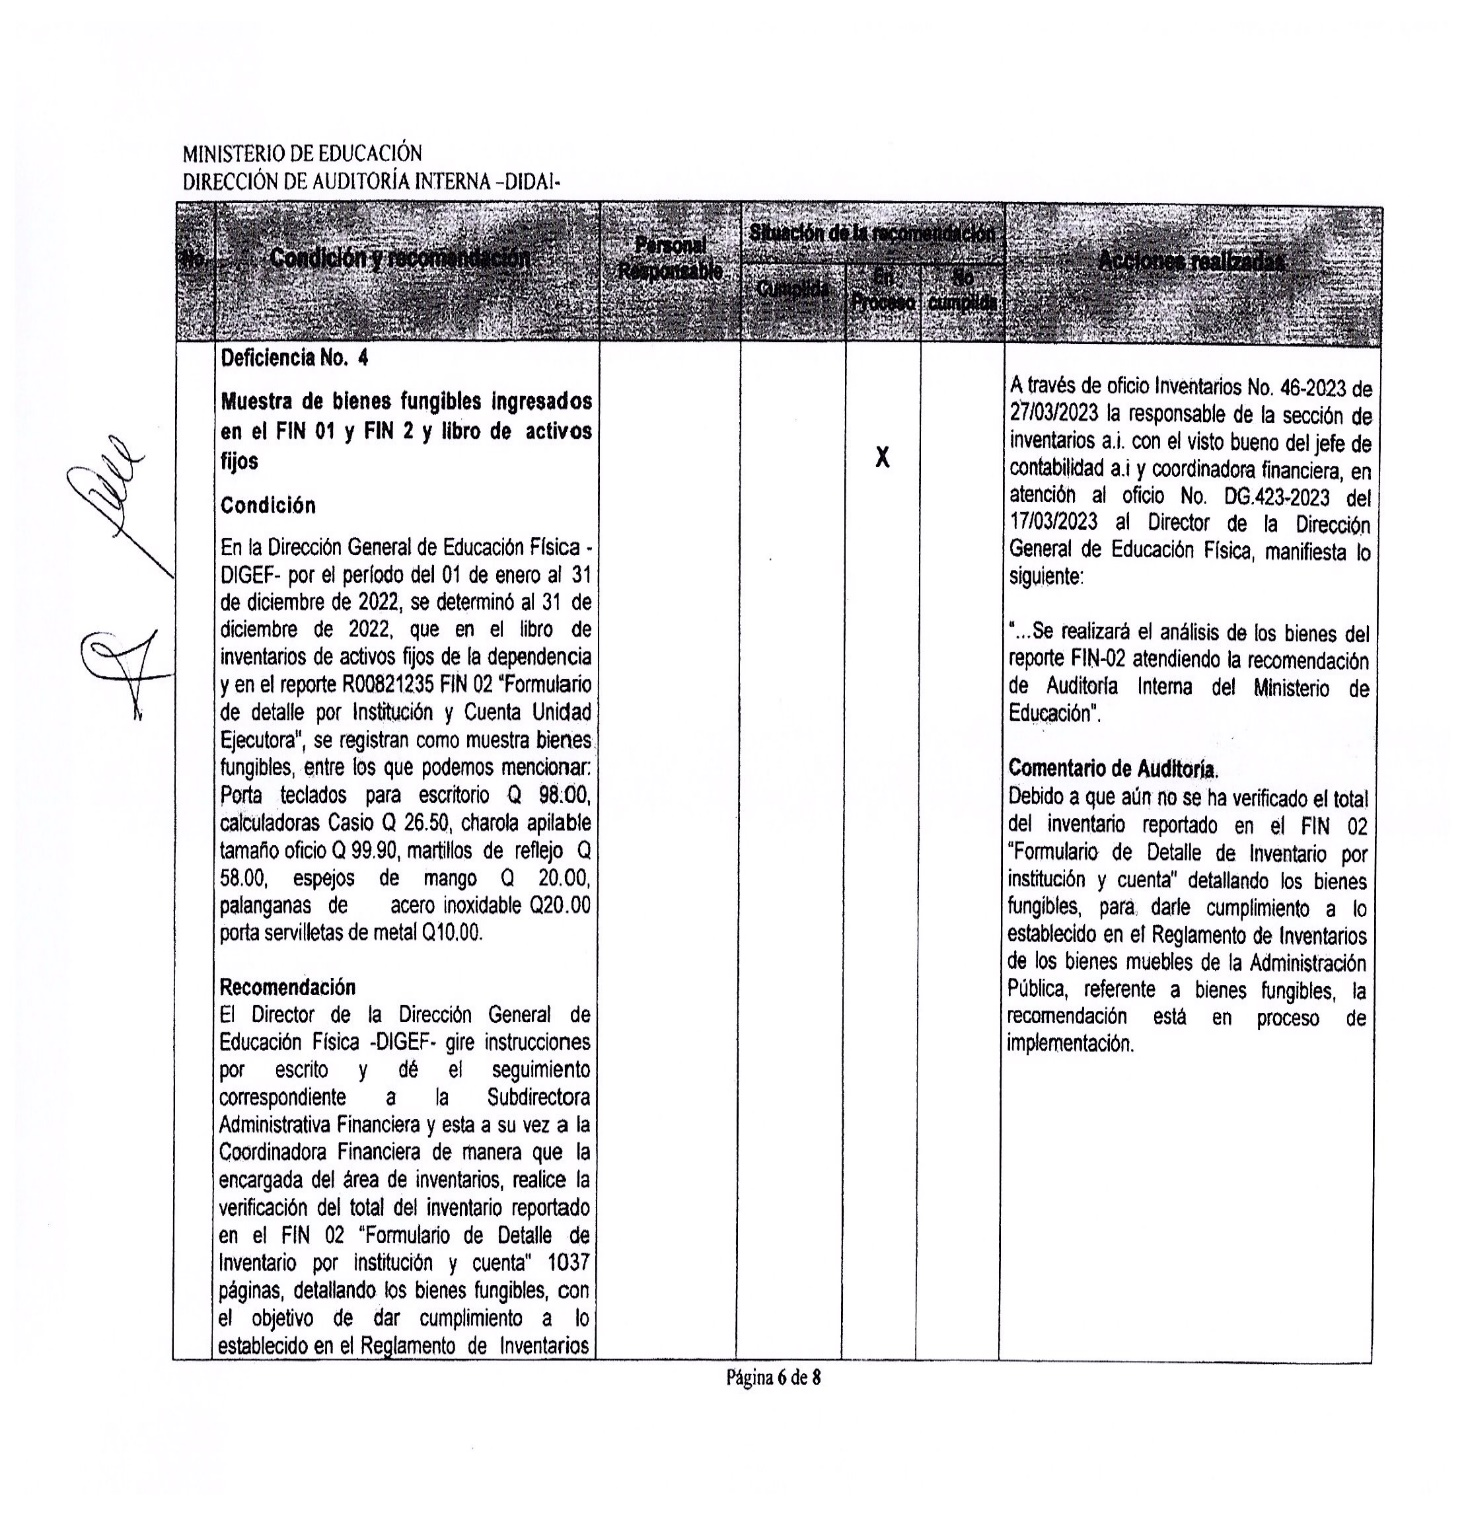 MINISTERIO DE EDUCACIÓN
DIRECCIÓN DE AUDITORÍA INTERNA –DIDAI-
No.
Condición y recomendación
Personal
Responsable
Situación de la recomendación
Cumplida
En
Proceso
No
cumplida
Acciones realizadas
Deficiencia No. 4
Muestra de bienes fungibles ingresados
en el FIN 01 y FIN 2 y libro de activos
fijos
Condición
En la Dirección General de Educación Física -
DIGEF- por el período del 01 de enero al 31
de diciembre de 2022, se determinó al 31 de
diciembre de 2022, que en el libro de
inventarios de activos fijos de la dependencia
y en el reporte R00821235 FIN 02 "Formulario
de detalle por Institución y Cuenta Unidad
Ejecutora", se registran como muestra bienes
fungibles, entre los que podemos mencionar:
Porta teclados para escritorio Q 98.00,
calculadoras Casio Q 26.50, charola apilable
tamaño oficio Q 99.90, martillos de reflejo Q
58.00, espejos de mango Q 20.00,
palanganas de acero inoxidable Q20.00
porta servilletas de metal Q10.00.
Recomendación
El Director de la Dirección General de
Educación Física -DIGEF- gire instrucciones
por escrito y dé el seguimiento
correspondiente a la Subdirectora
Administrativa Financiera y esta a su vez a la
Coordinadora Financiera de manera que la
encargada del área de inventarios, realice la
verificación del total del inventario reportado
en el FIN 02 "Formulario de Detalle de
Inventario por institución y cuenta" 1037
páginas, detallando los bienes fungibles, con
el objetivo de dar cumplimiento a lo
establecido en el Reglamento de Inventarios
X
A través de oficio Inventarios No. 46-2023 de
27/03/2023 la responsable de la sección de
inventarios a.i. con el visto bueno del jefe de
contabilidad a.i y coordinadora financiera, en
atención al oficio No. DG.423-2023 del
17/03/2023 al Director de la Dirección
General de Educación Física, manifiesta lo
siguiente:
"...Se realizará el análisis de los bienes del
reporte FIN-02 atendiendo la recomendación
de Auditoría Interna del Ministerio de
Educación".
Comentario de Auditoría.
Debido a que aún no se ha verificado el total
del inventario reportado en el FIN 02
"Formulario de Detalle de Inventario por
institución y cuenta" detallando los bienes
fungibles, para darle cumplimiento a lo
establecido en el Reglamento de Inventarios
de los bienes muebles de la Administración
Pública, referente a bienes fungibles, la
recomendación está en proceso de
implementación.
Página 6 de 8